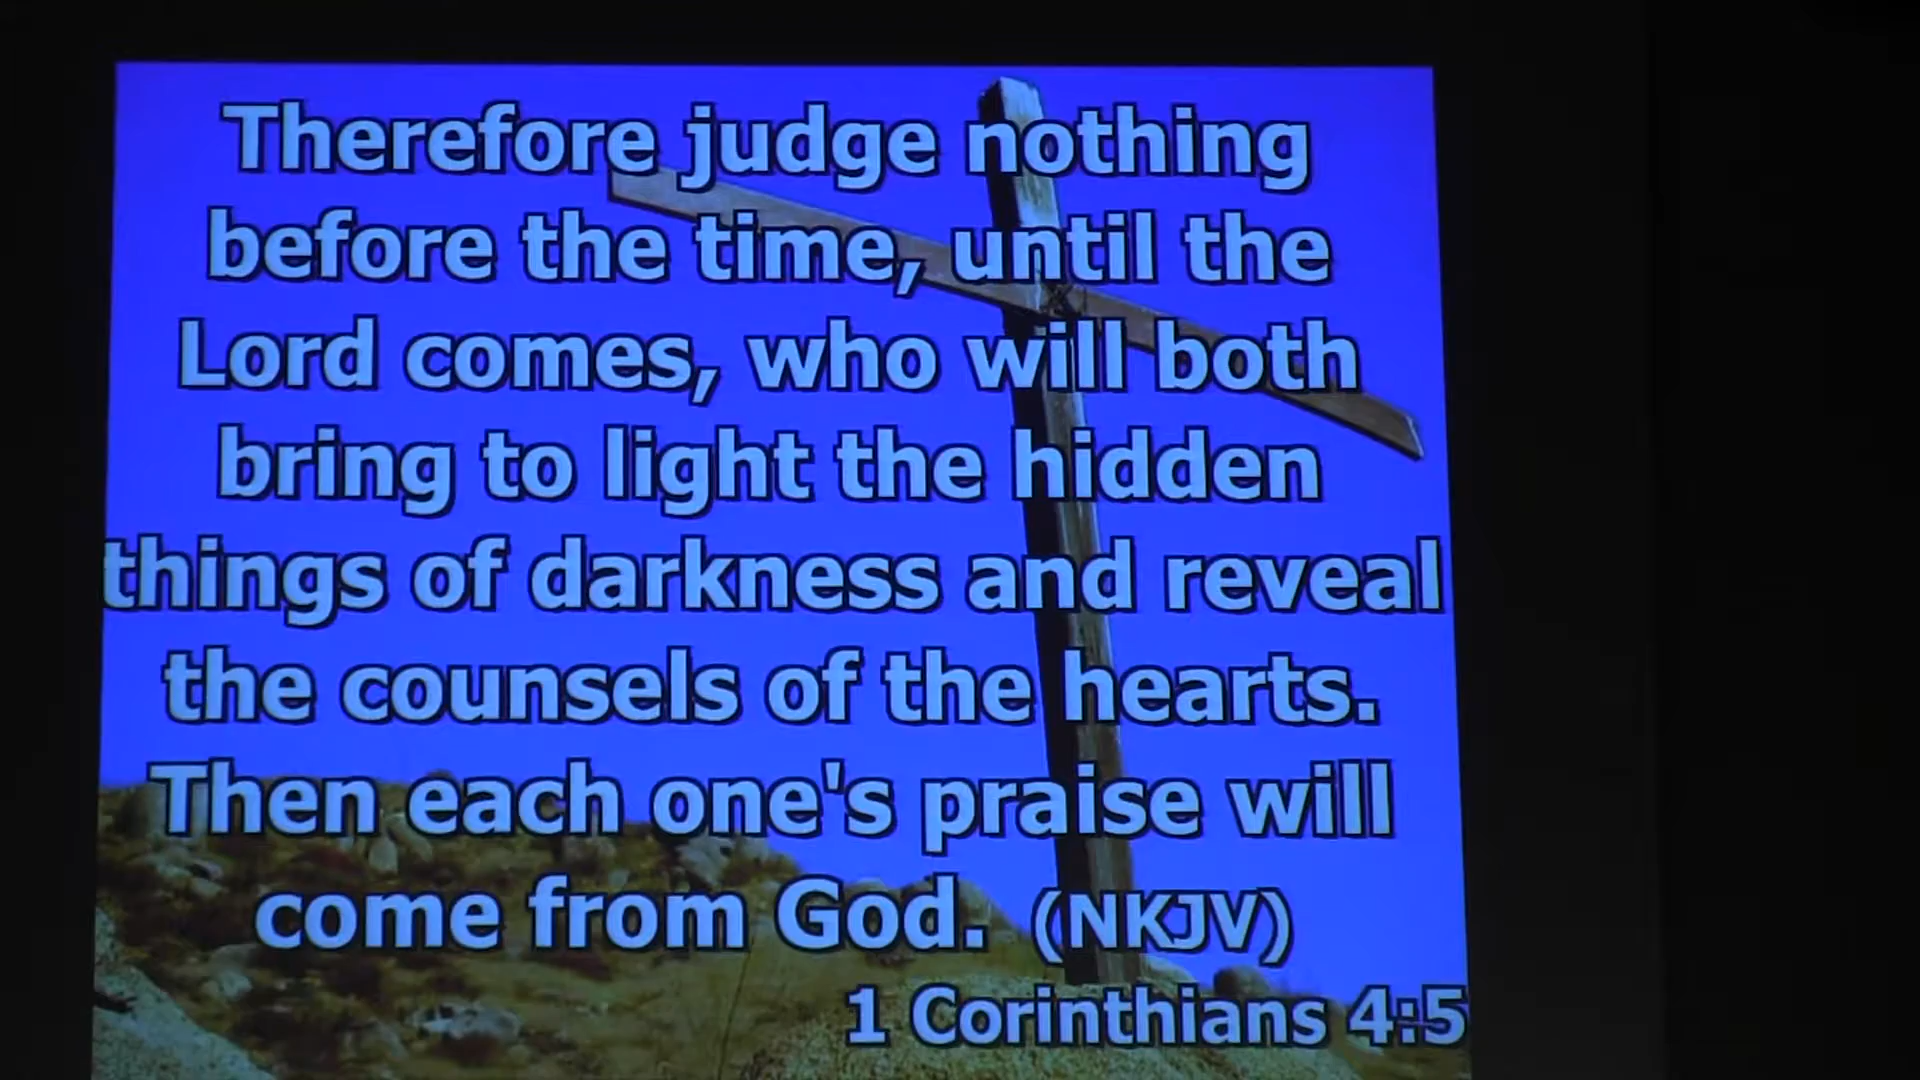 Therefore judge nothing
before the time, until the
Lord comes, who will both
bring to light the hidden
things of darkness and reveal
the counsels of the hearts.
Then each one's praise will
come from God. (NKJV)
1 Corinthians 4:5